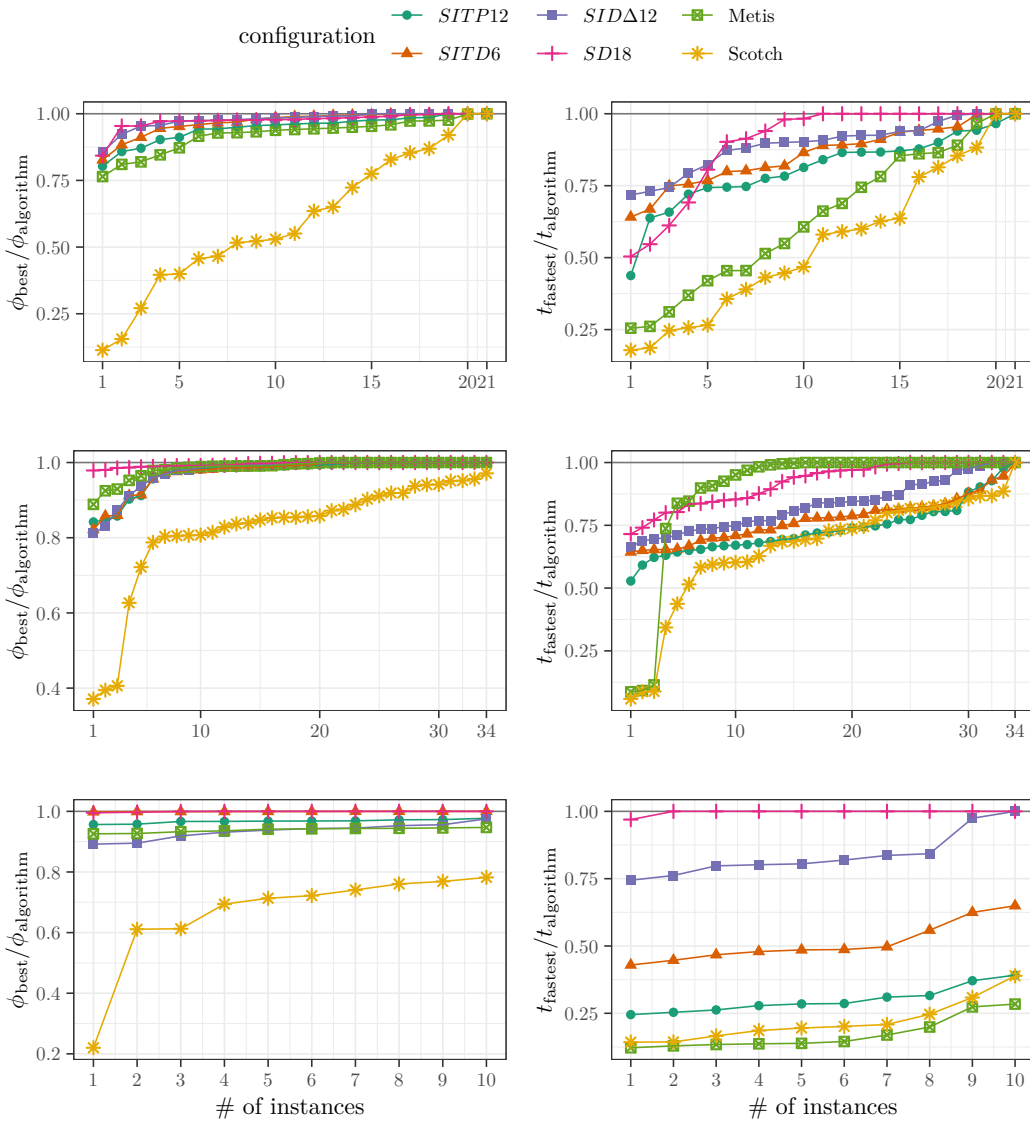 configuration
SITP12 SIDΔ12 Metis
SITD6 SD18 Scotch
ϕbest/ϕalgorithm
1.00
0.75
0.50
0.25
1 5 10 15 2021
tfastest/talgorithm
1.00
0.75
0.50
0.25
1 5 10 15 2021
ϕbest/ϕalgorithm
1.0
0.8
0.6
0.4
1 10 20 30 34
tfastest/talgorithm
1.00
0.75
0.50
0.25
1 10 20 30 34
ϕbest/ϕalgorithm
1.0
0.8
0.6
0.4
0.2
1 2 3 4 5 6 7 8 9 10
# of instances
tfastest/talgorithm
1.00
0.75
0.50
0.25
1 2 3 4 5 6 7 8 9 10
# of instances